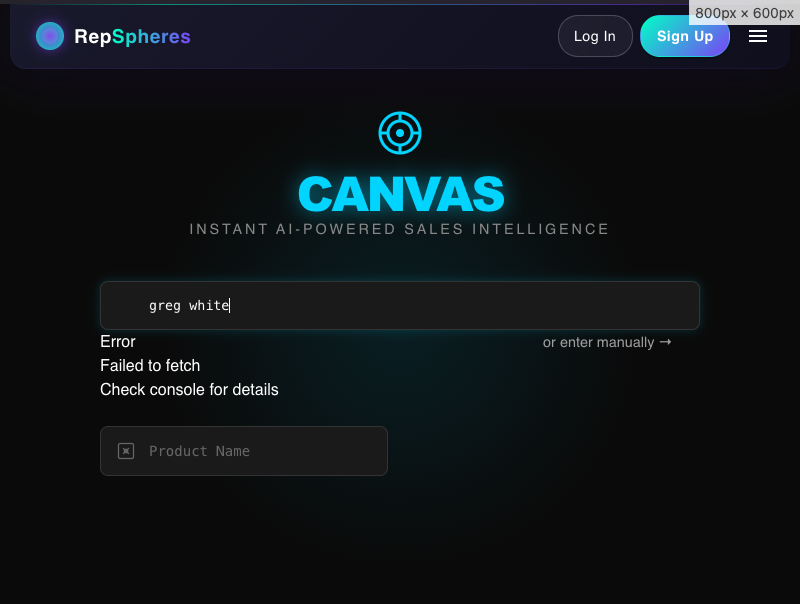 800px × 600px
RepSpheres
Log In
Sign Up
CANVAS
INSTANT AI-POWERED SALES INTELLIGENCE
greg white
Error
or enter manually →
Failed to fetch
Check console for details
Product Name